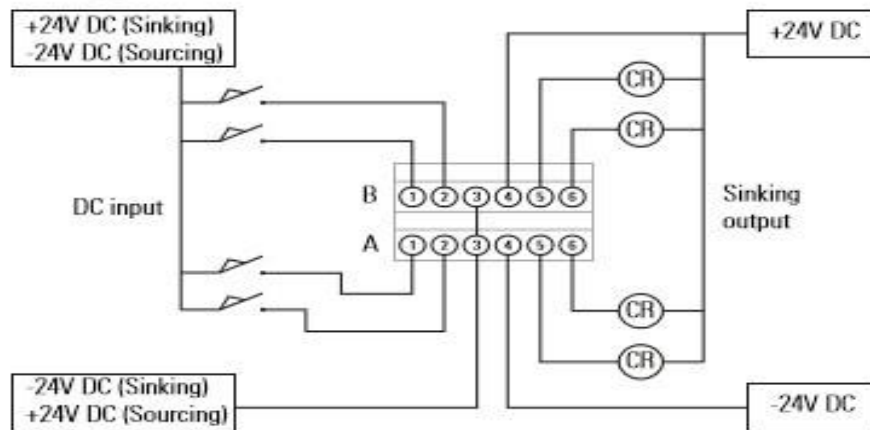 +24V DC (Sinking)
-24V DC (Sourcing)
+24V DC
CR
CR
B
1 2 3 4 5 6
DC input
Sinking
output
A
1 2 3 4 5 6
CR
CR
-24V DC (Sinking)
+24V DC (Sourcing)
-24V DC